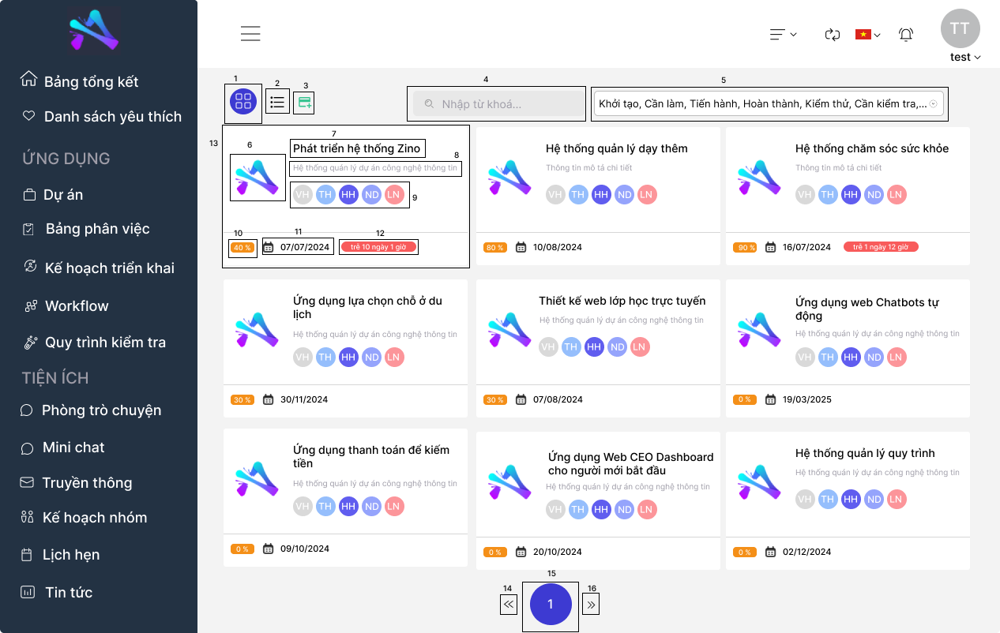 TT
test
Bảng tổng kết
Danh sách yêu thích
ỨNG DỤNG
Dự án
Bảng phân việc
Kế hoạch triển khai
Workflow
Quy trình kiểm tra
TIỆN ÍCH
Phòng trò chuyện
Mini chat
Truyền thông
Kế hoạch nhóm
Lịch hẹn
Tin tức
1
2
3
4
5
Nhập từ khoá...
Khởi tạo, Cần làm, Tiến hành, Hoàn thành, Kiểm thử, Cần kiểm tra,...
13
6
7
Phát triển hệ thống Zino
8
Hệ thống quản lý dự án công nghệ thông tin
VH TH HH ND LN
9
10
11
12
40 %
07/07/2024
trễ 10 ngày 1 giờ
Hệ thống quản lý dạy thêm
Thông tin mô tả chi tiết
VH TH HH ND LN
80 %
10/08/2024
Hệ thống chăm sóc sức khỏe
Thông tin mô tả chi tiết
VH TH HH ND LN
90 %
16/07/2024
trễ 1 ngày 12 giờ
Ứng dụng lựa chọn chỗ ở du
lịch
Hệ thống quản lý dự án công nghệ thông tin
VH TH HH ND LN
30 %
30/11/2024
Thiết kế web lớp học trực tuyến
Hệ thống quản lý dự án công nghệ thông tin
VH TH HH ND LN
30 %
07/08/2024
Ứng dụng web Chatbots tự
động
Hệ thống quản lý dự án công nghệ thông tin
VH TH HH ND LN
0 %
19/03/2025
Ứng dụng thanh toán để kiếm
tiền
Hệ thống quản lý dự án công nghệ thông tin
VH TH HH ND LN
0 %
09/10/2024
Ứng dụng Web CEO Dashboard
cho người mới bắt đầu
Hệ thống quản lý dự án công nghệ thông tin
VH TH HH ND LN
0 %
20/10/2024
Hệ thống quản lý quy trình
Hệ thống quản lý dự án công nghệ thông tin
VH TH HH ND LN
0 %
02/12/2024
14
15
16
1